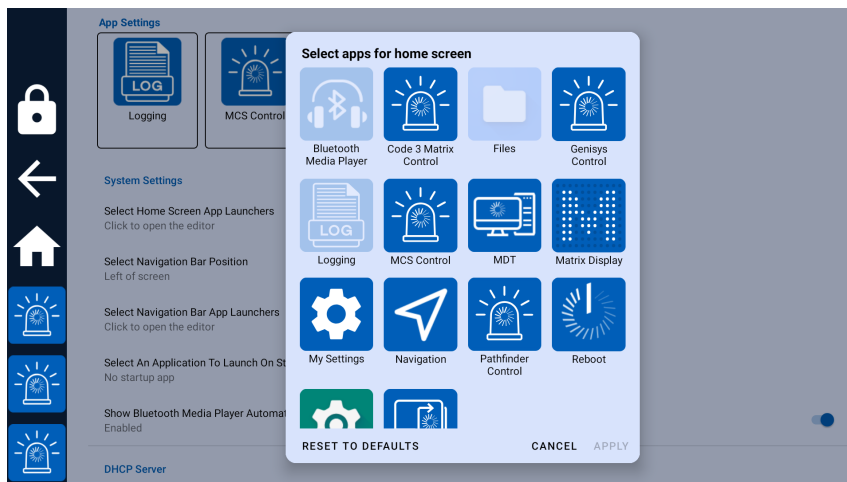 App Settings
LOG
Logging
MCS Control
System Settings
Select Home Screen App Launchers
Click to open the editor
Select Navigation Bar Position
Left of screen
Select Navigation Bar App Launchers
Click to open the editor
Select An Application To Launch On St
No startup app
Show Bluetooth Media Player Automat
Enabled
DHCP Server
Select apps for home screen
Bluetooth
Media Player
Code 3 Matrix
Control
Files
Genisys
Control
LOG
Logging
MCS Control
MDT
M
Matrix Display
My Settings
Navigation
Pathfinder
Control
Reboot
RESET TO DEFAULTS
CANCEL
APPLY